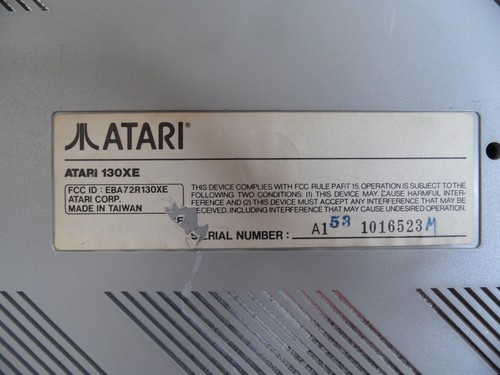 ATARI®
ATARI 130XE
FCC ID : EBA72R130XE
ATARI CORP.
MADE IN TAIWAN
THIS DEVICE COMPLIES WITH FCC RULE PART 15. OPERATION IS SUBJECT TO THE
FOLLOWING TWO CONDITIONS: (1) THIS DEVICE MAY CAUSE HARMFUL INTER-
FERENCE AND (2) THIS DEVICE MUST ACCEPT ANY INTERFERENCE THAT MAY BE
RECEIVED. INCLUDING INTERFERENCE THAT MAY CAUSE UNDESIRED OPERATION.
SERIAL NUMBER : A1 53 1016523 M